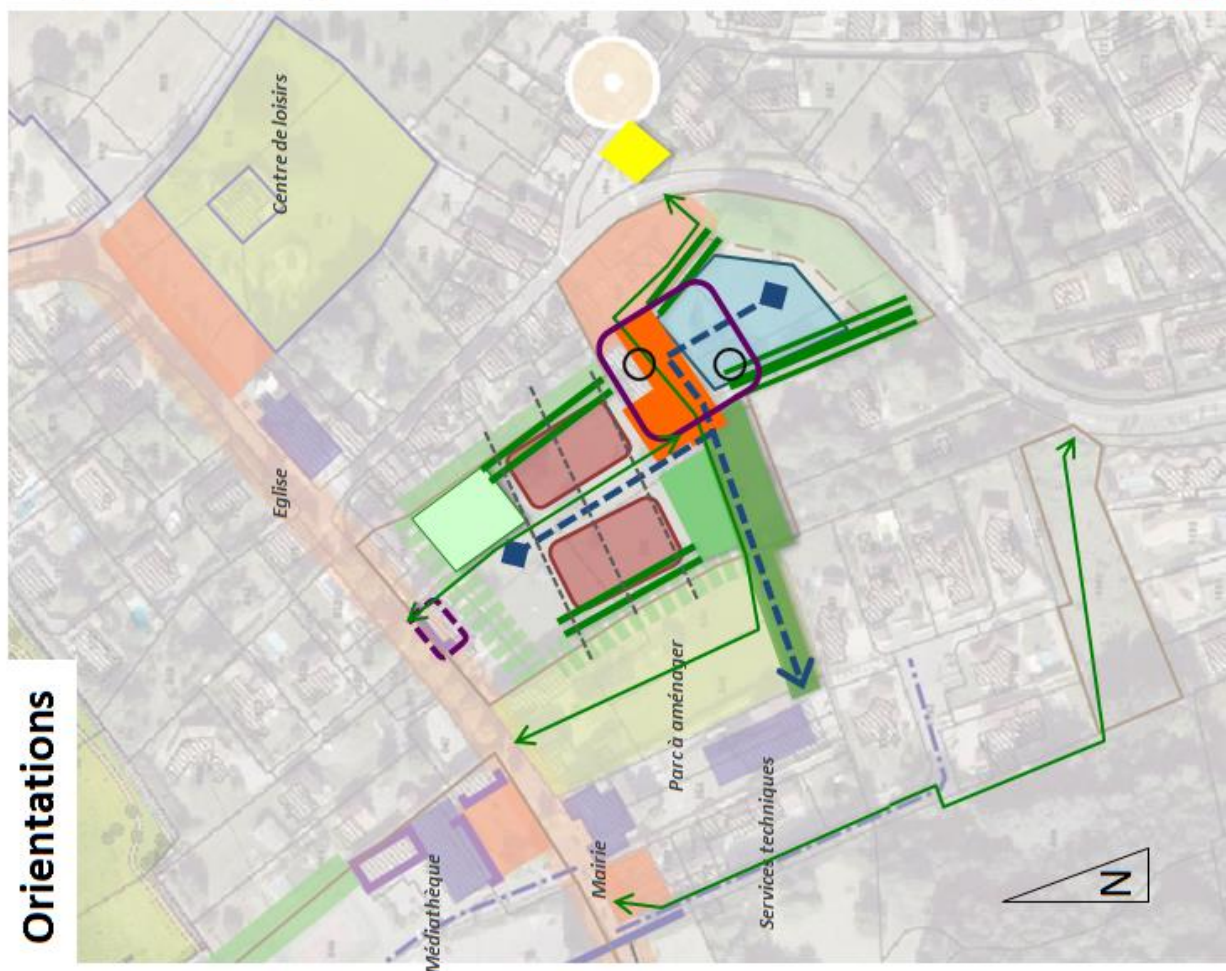 Orientations
Centre de loisirs
Eglise
Médiathèque
Mairie
Parc à aménager
Services techniques
N